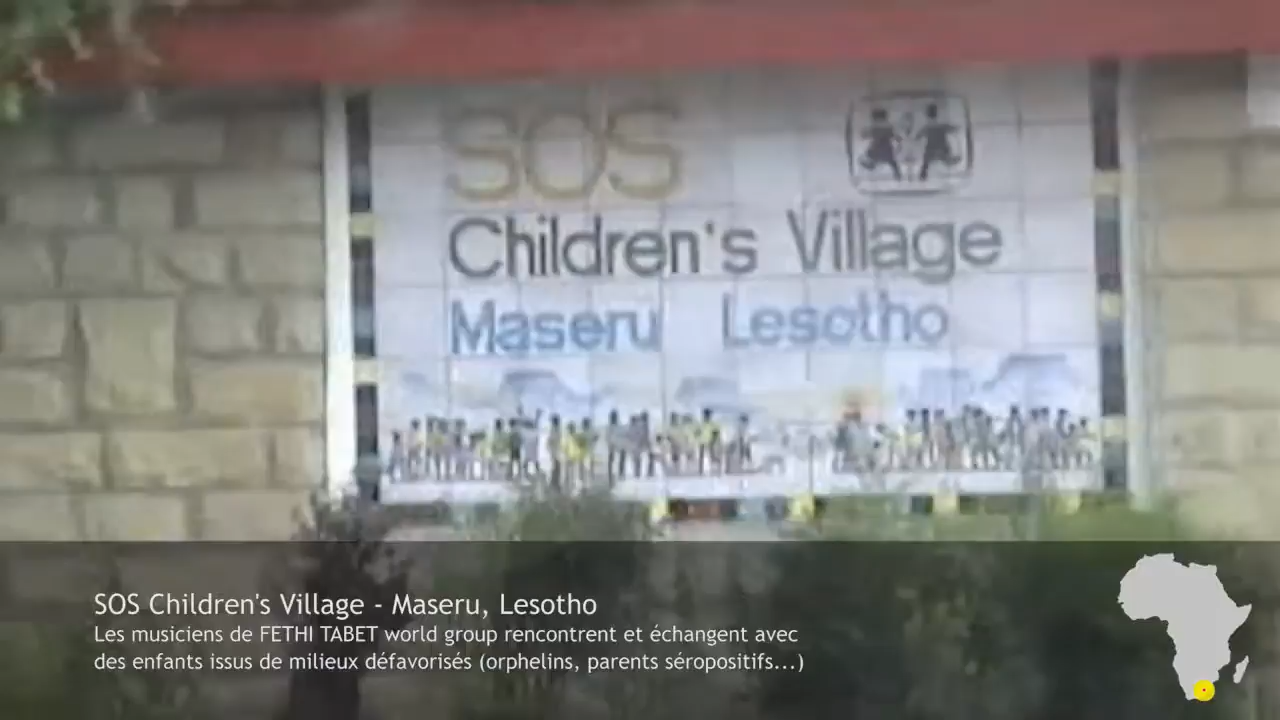 SOS
Children's Village
Maseru Lesotho
SOS Children's Village - Maseru, Lesotho
Les musiciens de FETHI TABET world group rencontrent et échangent avec
des enfants issus de milieux défavorisés (orphelins, parents séropositifs...)